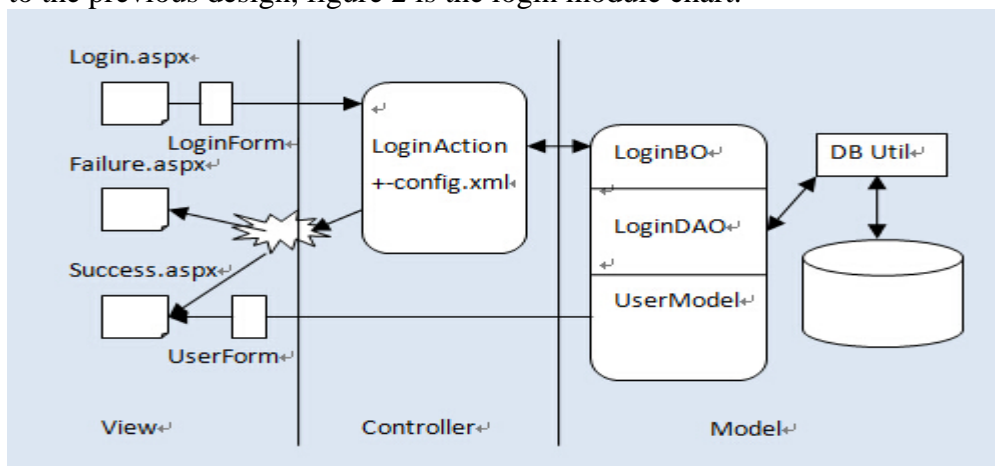 to the previous design, figure 2 is the login module chart.
Login.aspx↵
LoginForm↵
Failure.aspx↵
Success.aspx↵
UserForm↵
↵
LoginAction
+-config.xml↵
LoginBO↵
↵
LoginDAO↵
↵
UserModel↵
DB Util↵
View↵
Controller↵
Model↵